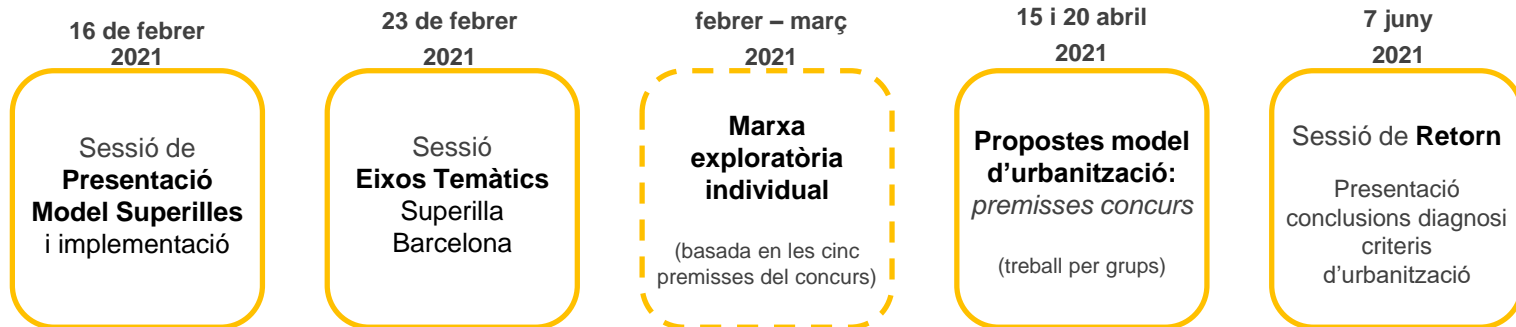 16 de febrer
2021
Sessió de
Presentació
Model Superilles
i implementació
23 de febrer
2021
Sessió
Eixos Temàtics
Superilla
Barcelona
febrer – març
2021
Marxa
exploratòria
individual
(basada en les cinc
premisses del concurs)
15 i 20 abril
2021
Propostes model
d’urbanització:
premisses concurs
(treball per grups)
7 juny
2021
Sessió de Retorn
Presentació
conclusions diagnosi
criteris
d’urbanització